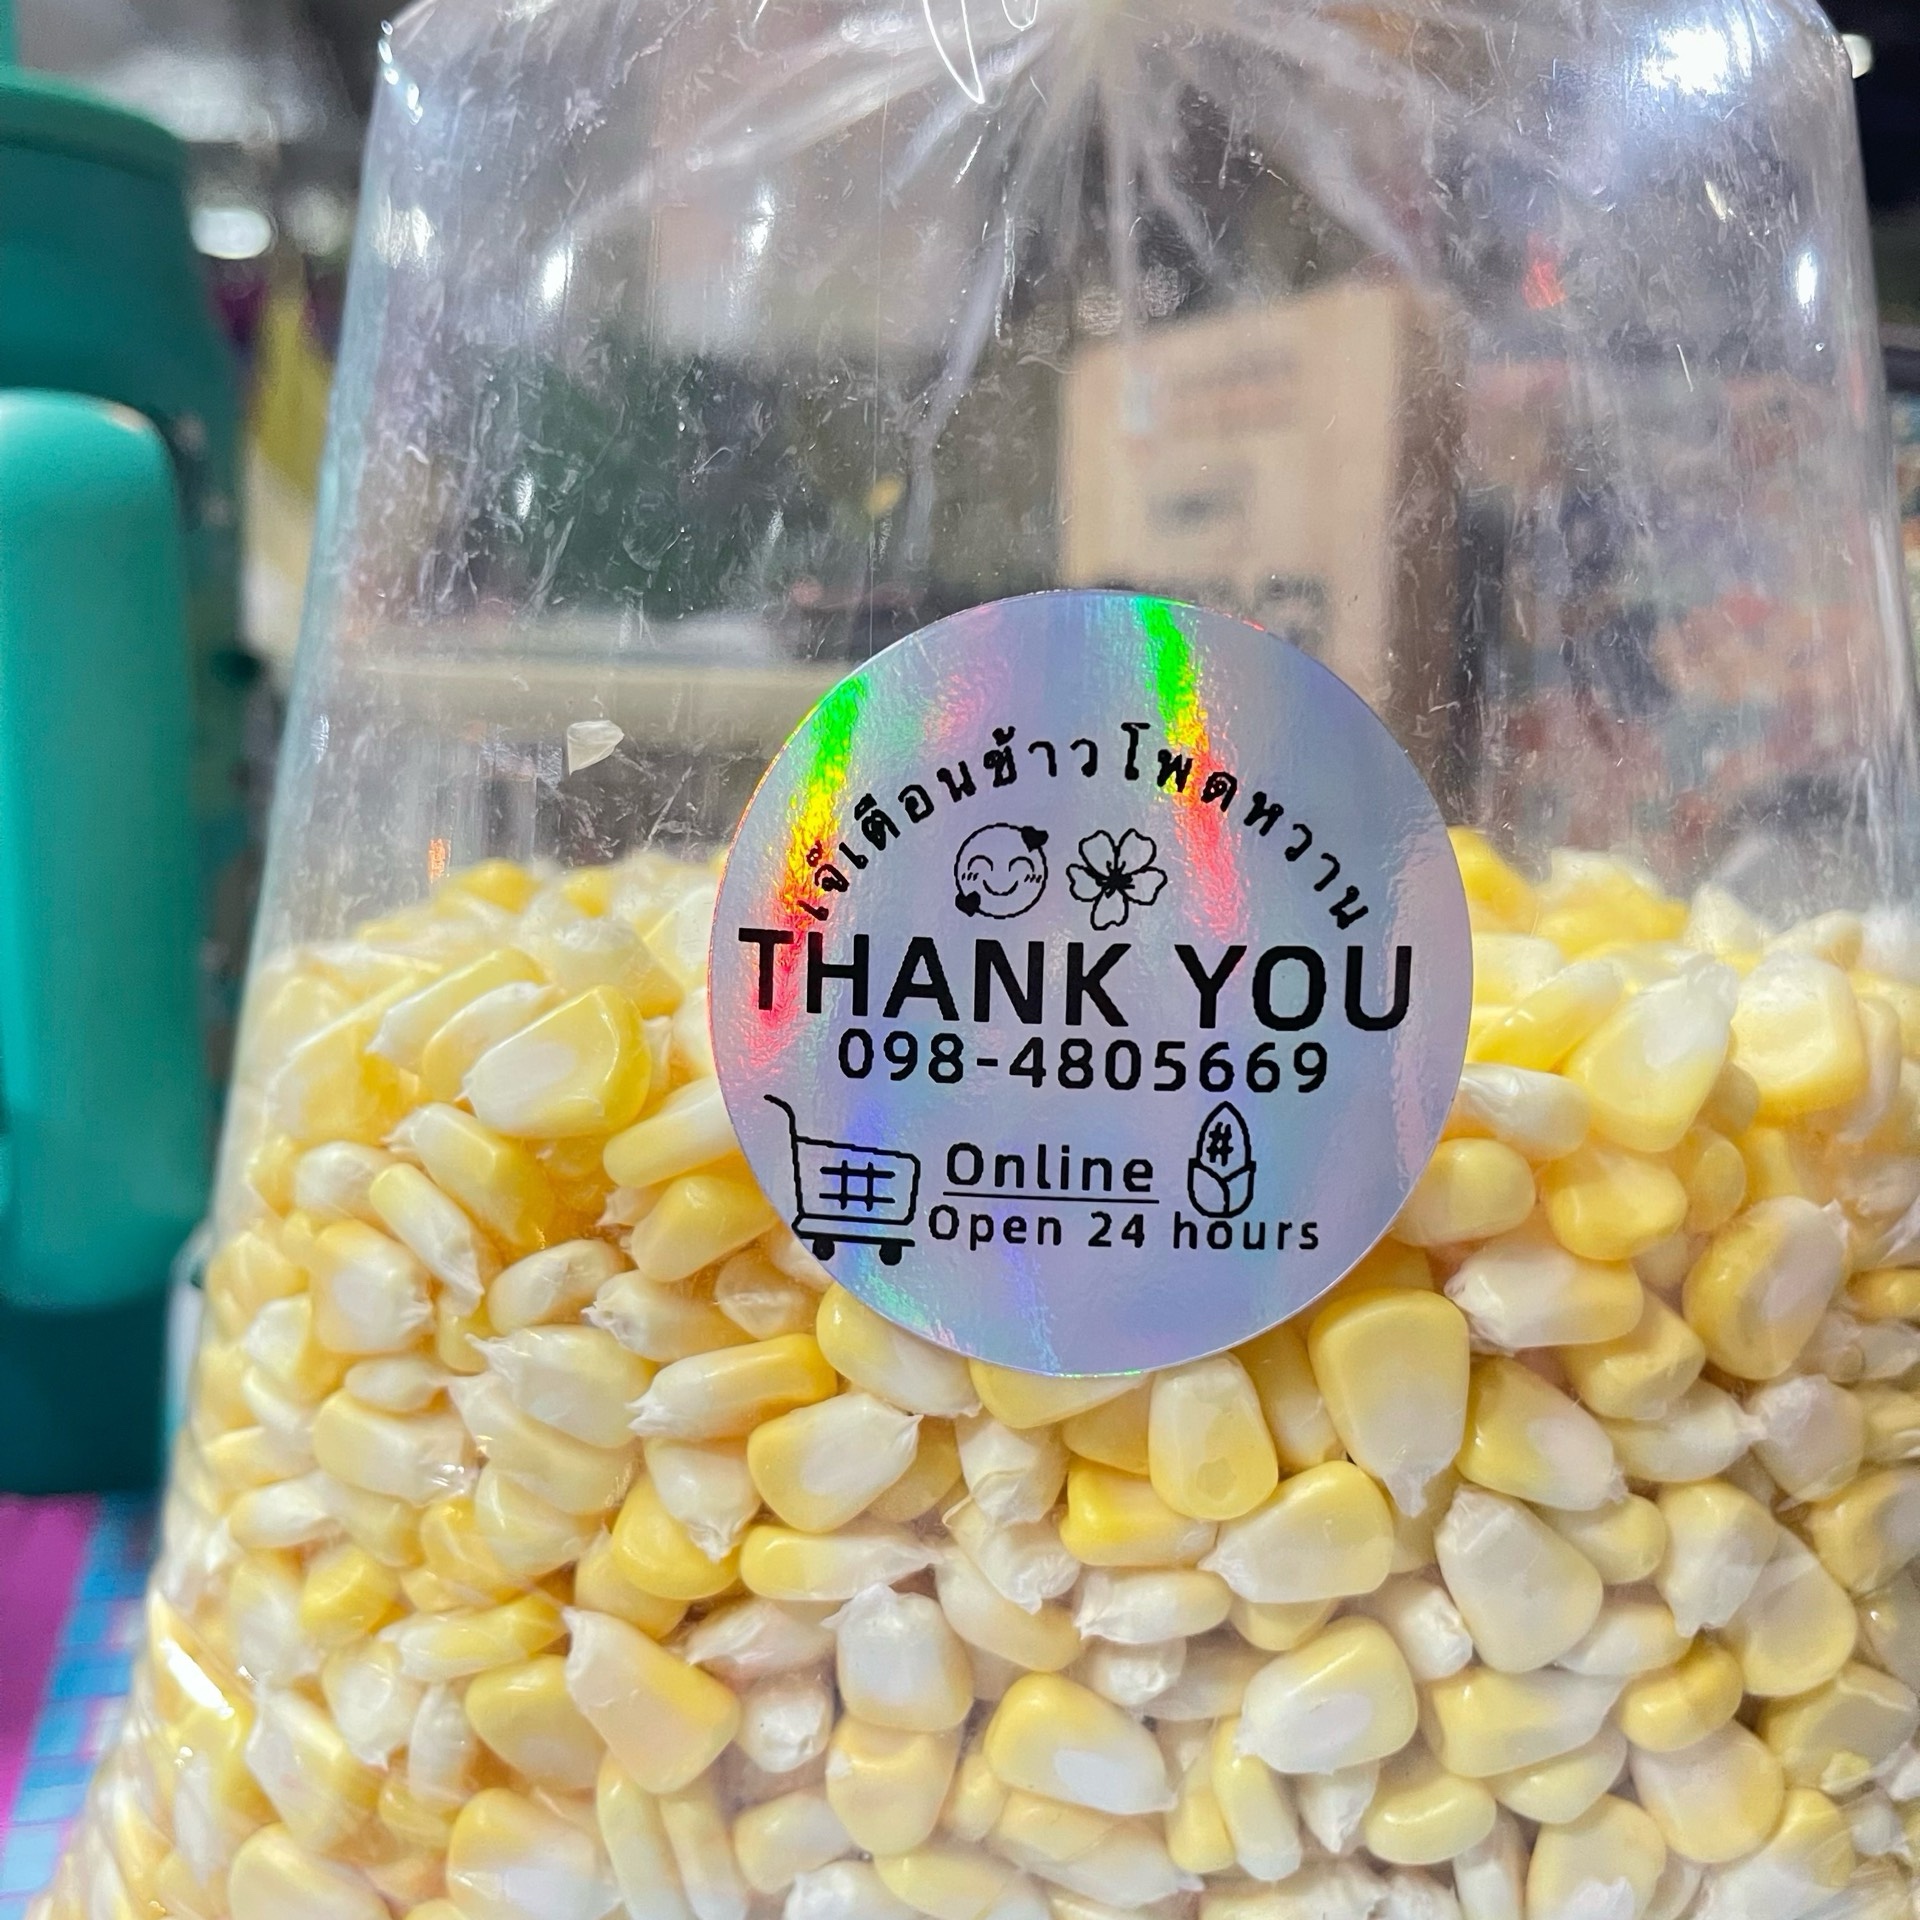 เจ๊เตือนข้าวโพดหวาน
THANK YOU
098-4805669
Online
Open 24 hours